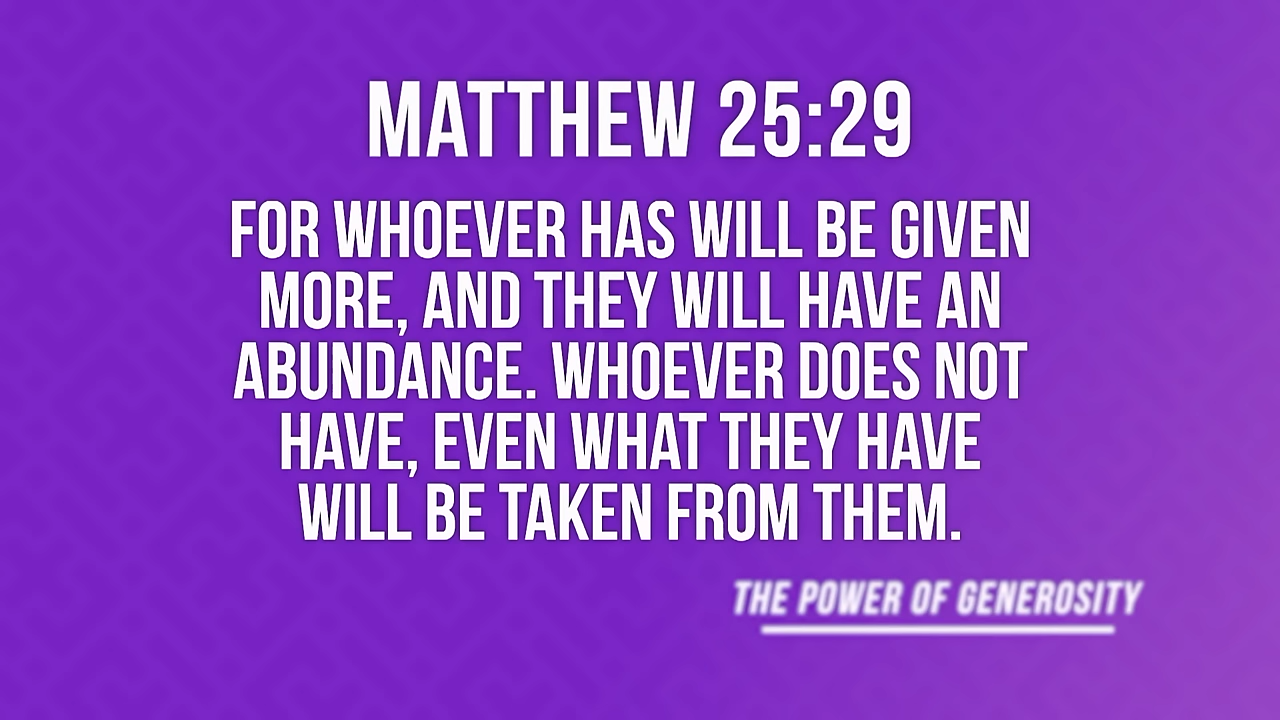 MATTHEW 25:29
FOR WHOEVER HAS WILL BE GIVEN
MORE, AND THEY WILL HAVE AN
ABUNDANCE. WHOEVER DOES NOT
HAVE, EVEN WHAT THEY HAVE
WILL BE TAKEN FROM THEM.
THE POWER OF GENEROSITY